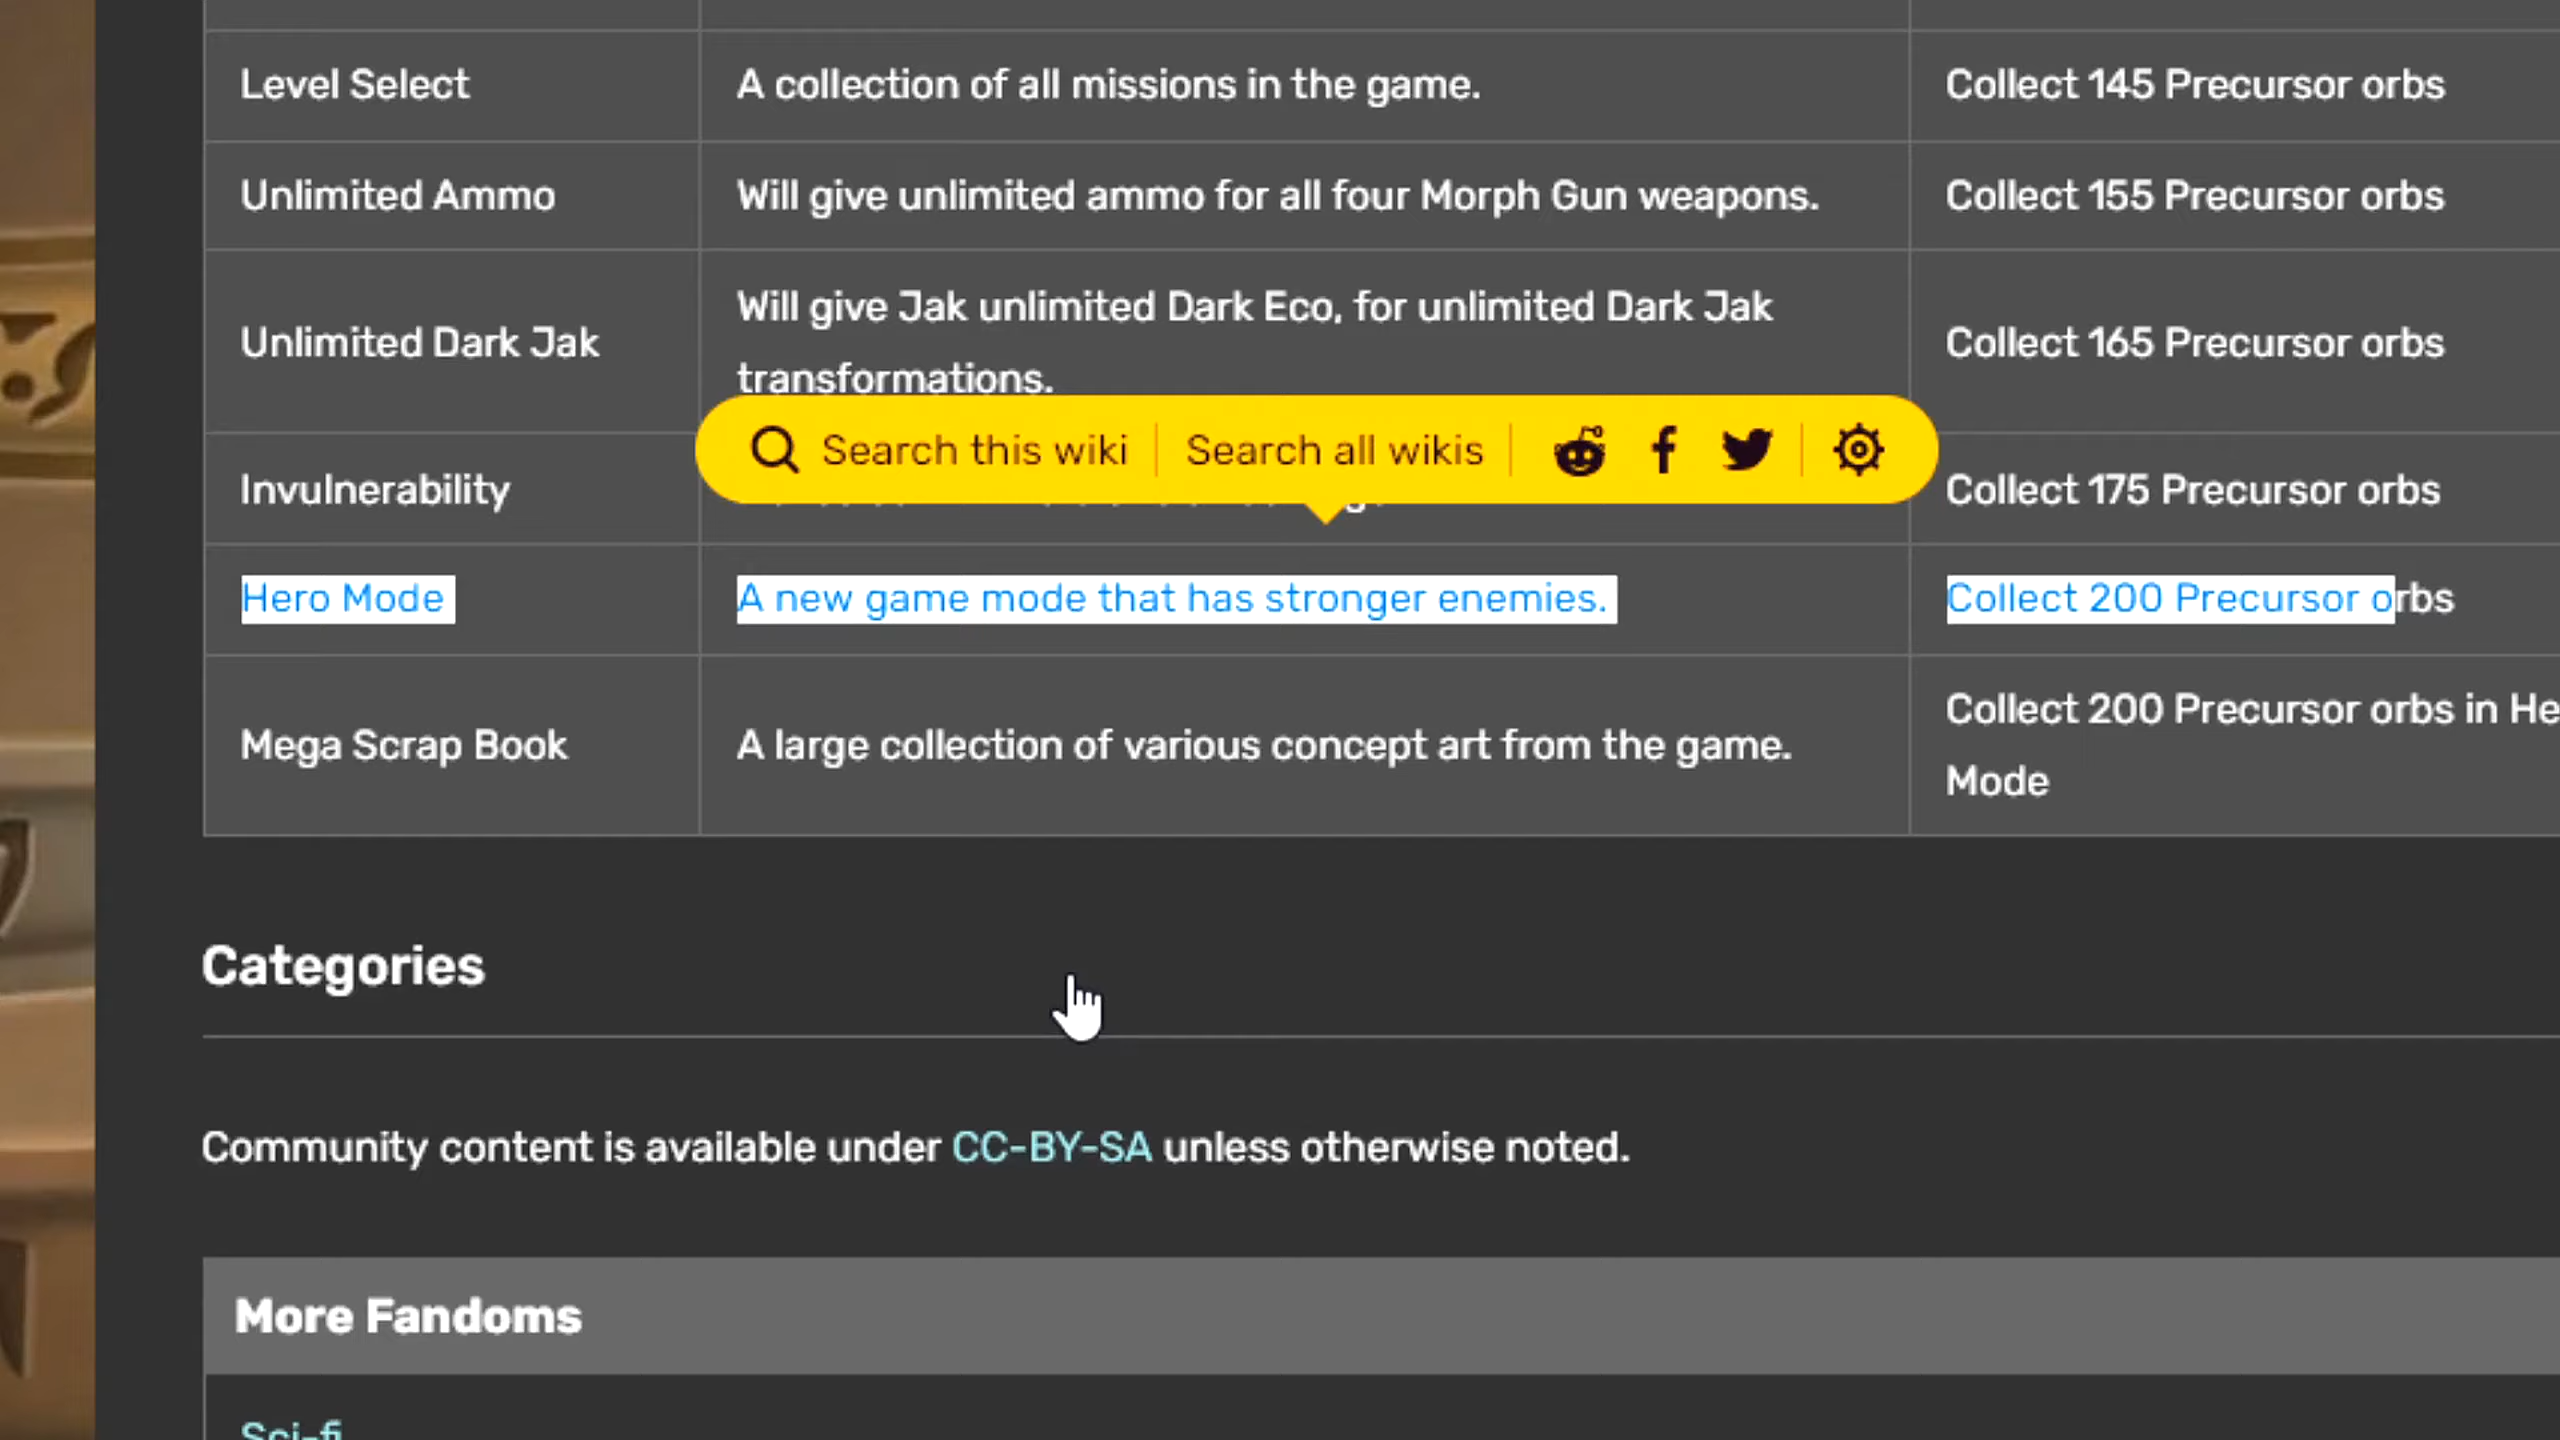 Level Select
A collection of all missions in the game.
Collect 145 Precursor orbs
Unlimited Ammo
Will give unlimited ammo for all four Morph Gun weapons.
Collect 155 Precursor orbs
Unlimited Dark Jak
Will give Jak unlimited Dark Eco, for unlimited Dark Jak
transformations.
Collect 165 Precursor orbs
Search this wiki
Search all wikis
Invulnerability
Collect 175 Precursor orbs
Hero Mode
A new game mode that has stronger enemies.
Collect 200 Precursor orbs
Mega Scrap Book
A large collection of various concept art from the game.
Collect 200 Precursor orbs in He
Mode
Categories
Community content is available under CC-BY-SA unless otherwise noted.
More Fandoms
Sci-fi